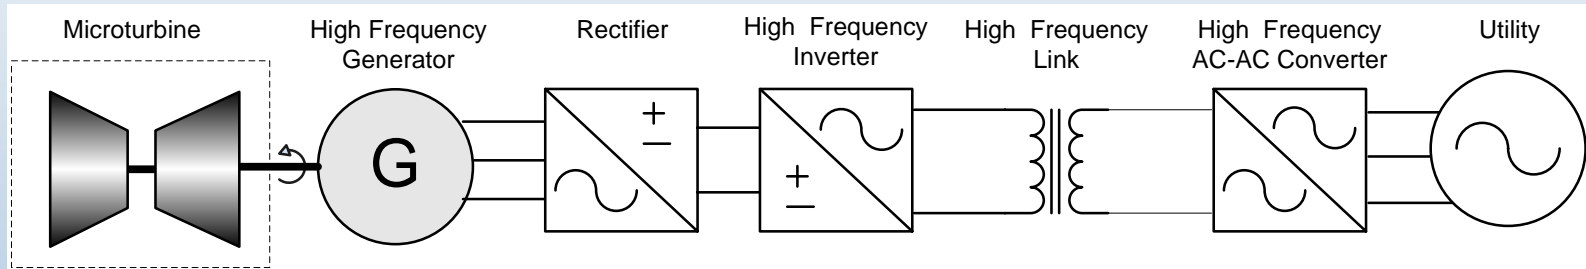 Microturbine
High Frequency
Generator
Rectifier
High Frequency
Inverter
High Frequency
Link
High Frequency
AC-AC Converter
Utility
G
+
−
+
−